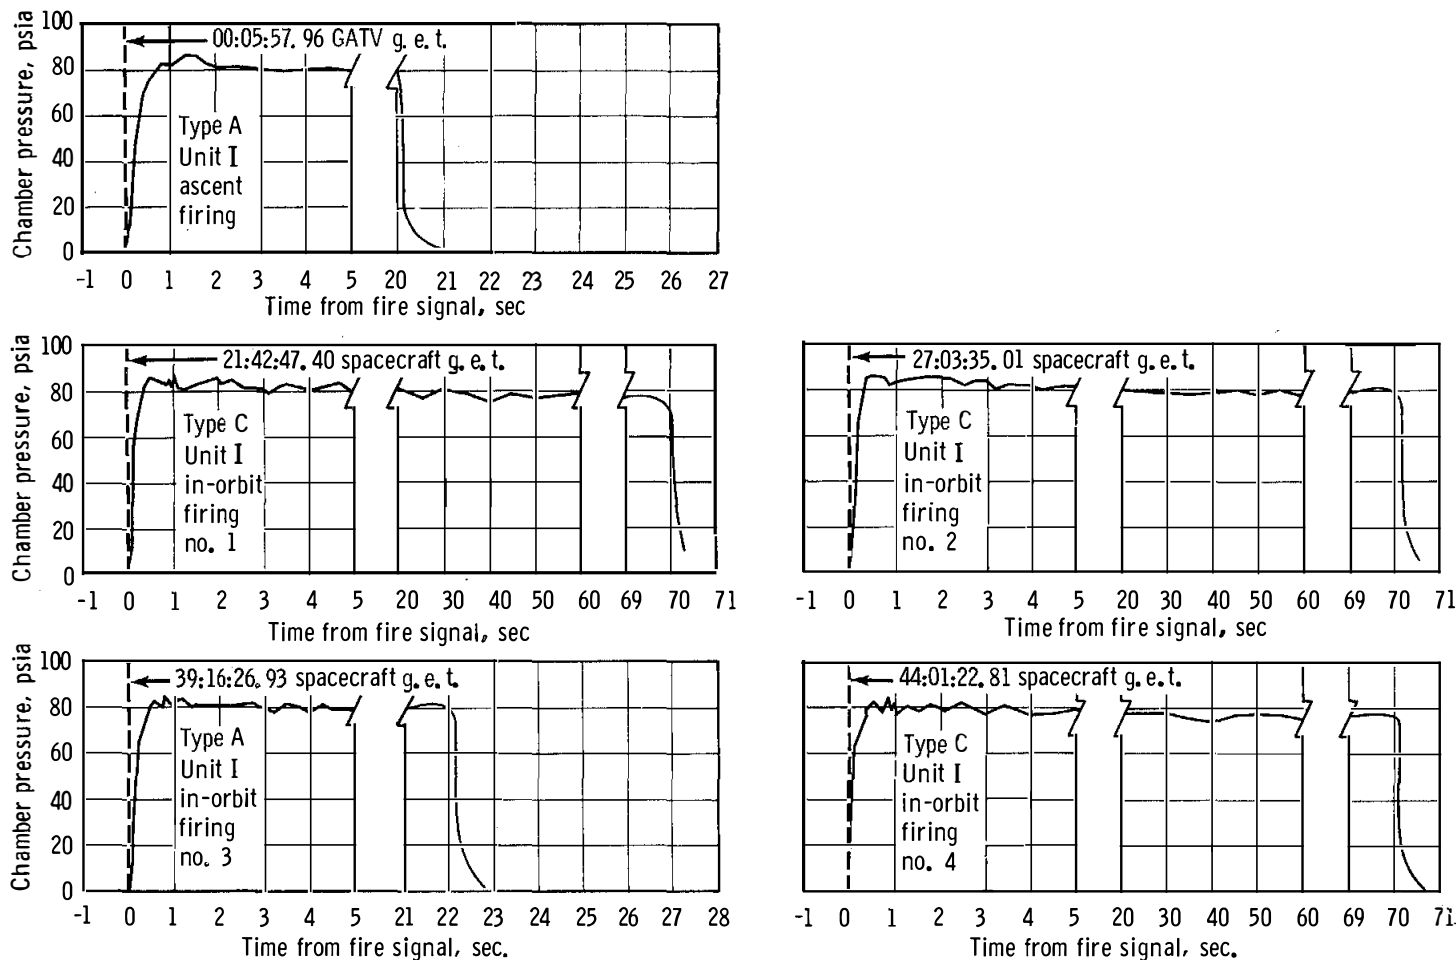 Chamber pressure, psia
100
80
60
40
20
0
00:05:57.96 GATV g.e.t.
Type A
Unit I
ascent
firing
-1 0 1 2 3 4 5 20 21 22 23 24 25 26 27
Time from fire signal, sec
Chamber pressure, psia
100
80
60
40
20
0
21:42:47.40 spacecraft g.e.t.
Type C
Unit I
in-orbit
firing
no. 1
-1 0 1 2 3 4 5 20 30 40 50 60 69 70 71
Time from fire signal, sec
27:03:35.01 spacecraft g.e.t.
Type C
Unit I
in-orbit
firing
no. 2
-1 0 1 2 3 4 5 20 30 40 50 60 69 70 71
Time from fire signal, sec
Chamber pressure, psia
100
80
60
40
20
0
39:16:26.93 spacecraft g.e.t.
Type A
Unit I
in-orbit
firing
no. 3
-1 0 1 2 3 4 5 21 22 23 24 25 26 27 28
Time from fire signal, sec.
44:01:22.81 spacecraft g.e.t.
Type C
Unit I
in-orbit
firing
no. 4
-1 0 1 2 3 4 5 20 30 40 50 60 69 70 71
Time from fire signal, sec